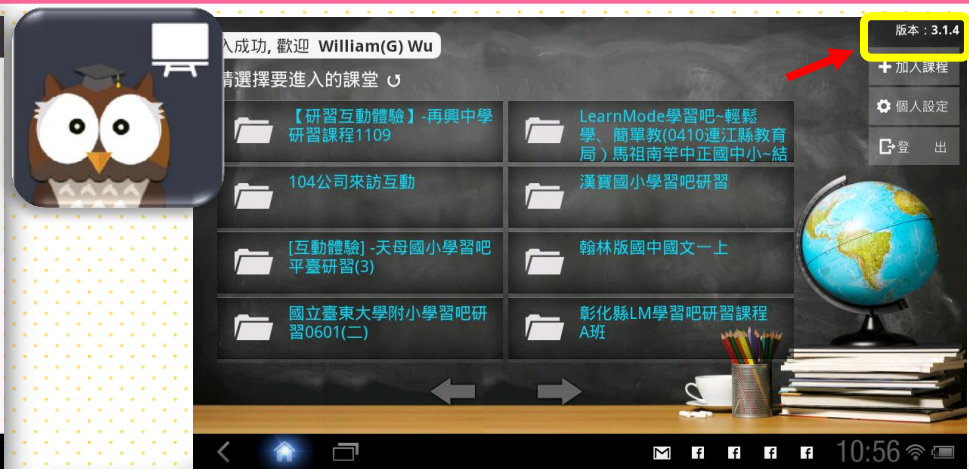 版本：3.1.4
入成功, 歡迎 William(G) Wu
請選擇要進入的課堂
加入課程
個人設定
登 出
【研習互動體驗】-再興中學
研習課程1109
LearnMode學習吧~輕鬆
學、簡單教(0410連江縣教育
局）馬祖南竿中正國中小~結
104公司來訪互動
漢寶國小學習吧研習
[互動體驗] -天母國小學習吧
平臺研習(3)
翰林版國中國文一上
國立臺東大學附小學習吧研
習0601(二)
彰化縣LM學習吧研習課程
A班
10:56